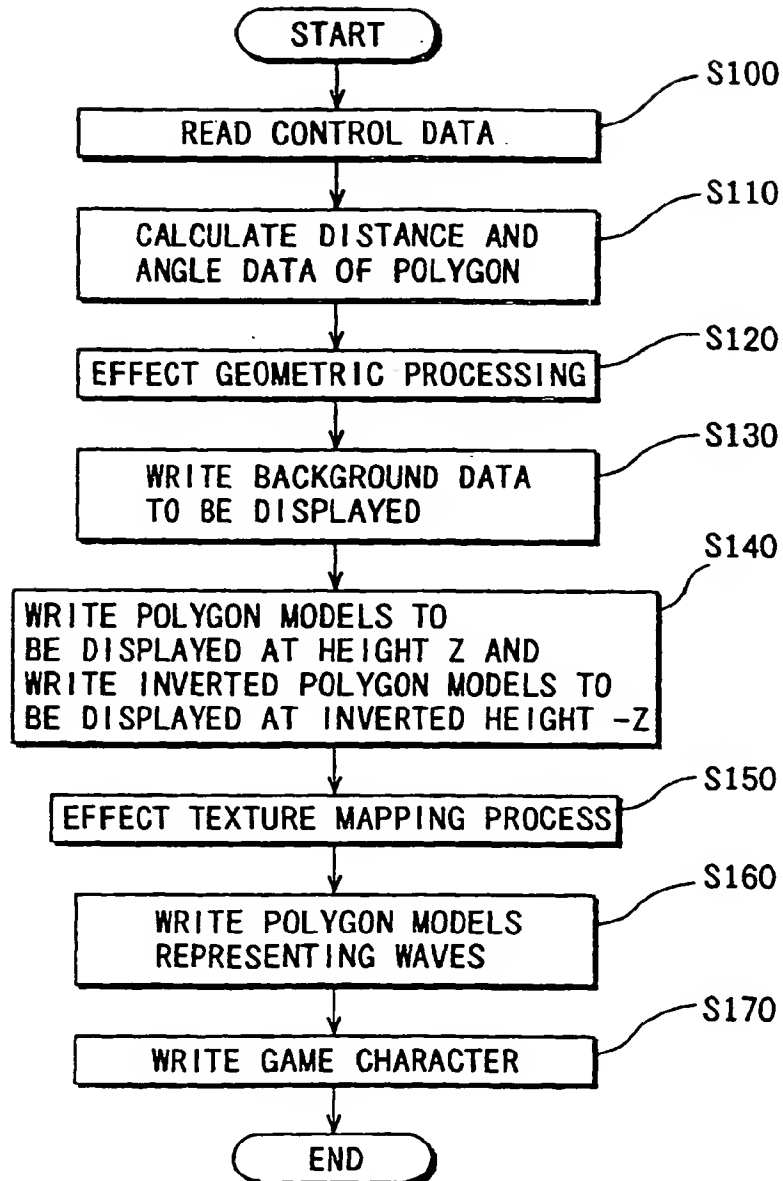 START
S100
READ CONTROL DATA
S110
CALCULATE DISTANCE AND
ANGLE DATA OF POLYGON
S120
EFFECT GEOMETRIC PROCESSING
S130
WRITE BACKGROUND DATA
TO BE DISPLAYED
S140
WRITE POLYGON MODELS TO
BE DISPLAYED AT HEIGHT Z AND
WRITE INVERTED POLYGON MODELS TO
BE DISPLAYED AT INVERTED HEIGHT -Z
S150
EFFECT TEXTURE MAPPING PROCESS
S160
WRITE POLYGON MODELS
REPRESENTING WAVES
S170
WRITE GAME CHARACTER
END